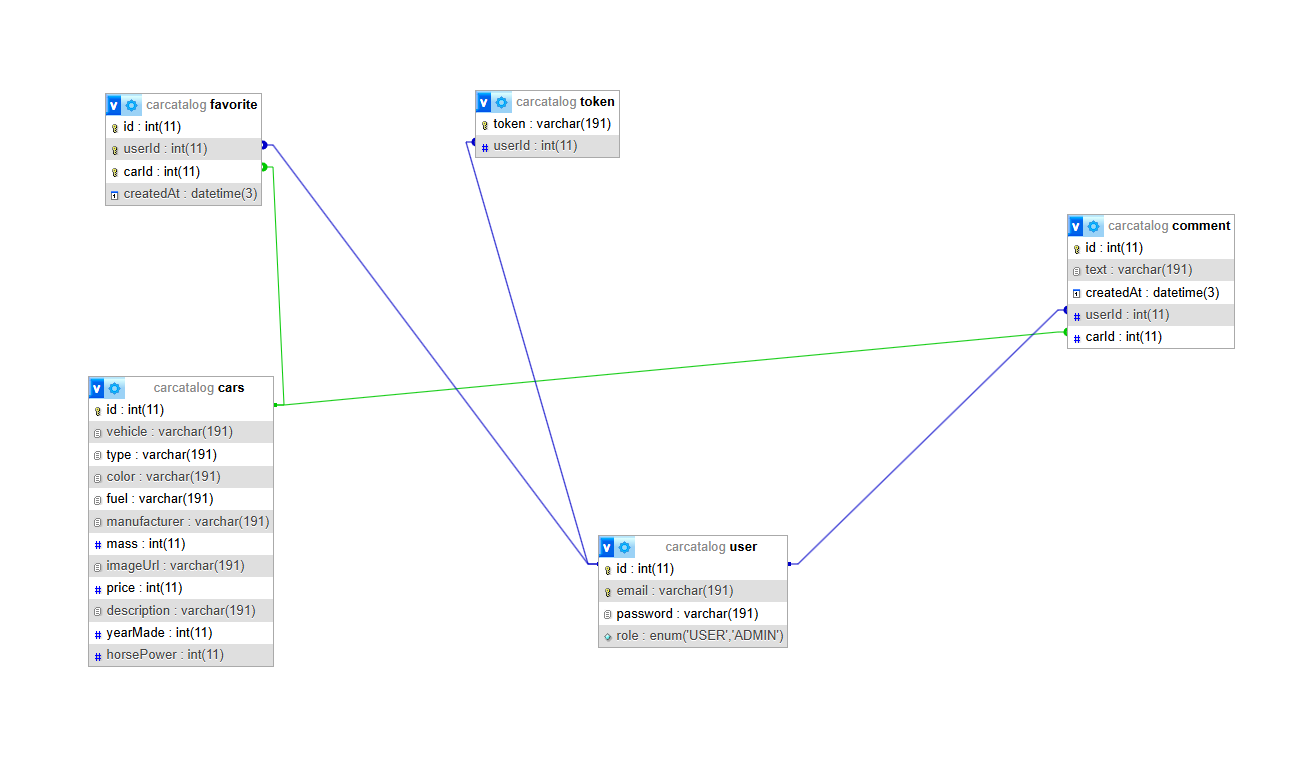 carcatalog favorite
id : int(11)
userId : int(11)
carId : int(11)
createdAt : datetime(3)
carcatalog token
token : varchar(191)
userId : int(11)
carcatalog comment
id : int(11)
text : varchar(191)
createdAt : datetime(3)
userId : int(11)
carId : int(11)
carcatalog cars
id : int(11)
vehicle : varchar(191)
type : varchar(191)
color : varchar(191)
fuel : varchar(191)
manufacturer : varchar(191)
mass : int(11)
imageUrl : varchar(191)
price : int(11)
description : varchar(191)
yearMade : int(11)
horsePower : int(11)
carcatalog user
id : int(11)
email : varchar(191)
password : varchar(191)
role : enum('USER','ADMIN')